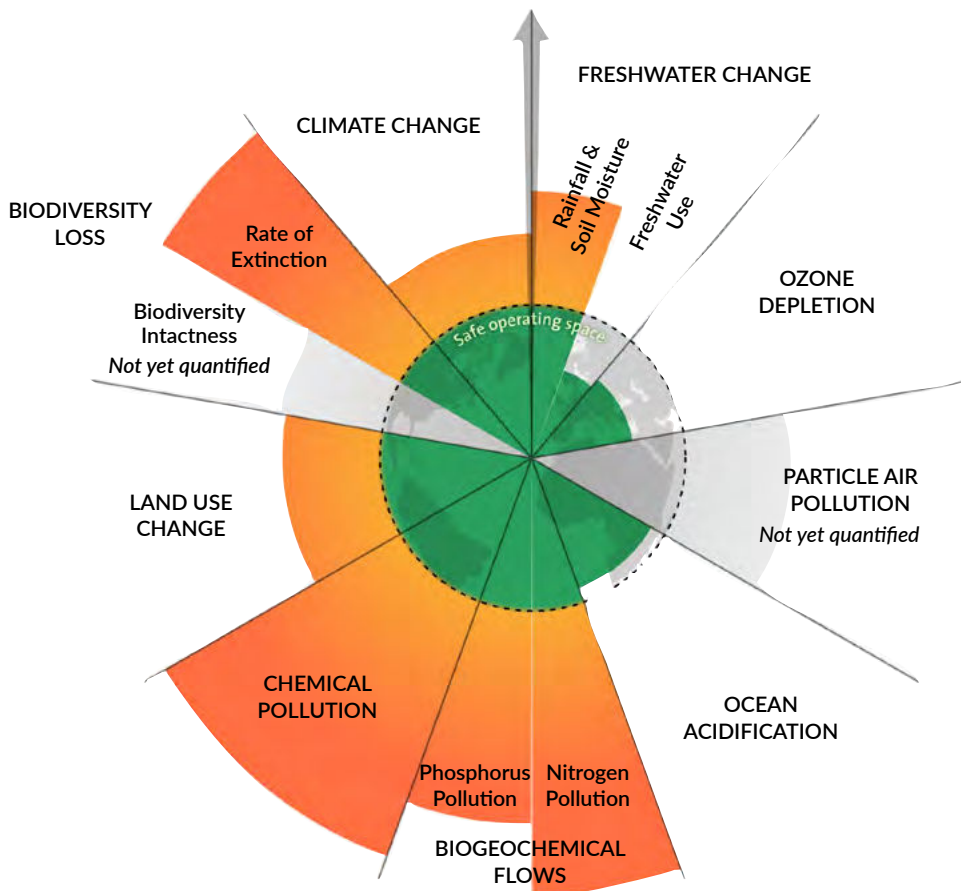 FRESHWATER CHANGE
CLIMATE CHANGE
Rainfall &
Soil Moisture
Freshwater
Use
BIODIVERSITY
LOSS
Rate of
Extinction
OZONE
DEPLETION
Biodiversity
Intactness
Not yet quantified
Safe operating space
PARTICLE AIR
POLLUTION
Not yet quantified
LAND USE
CHANGE
CHEMICAL
POLLUTION
OCEAN
ACIDIFICATION
Phosphorus
Pollution
Nitrogen
Pollution
BIOGEOCHEMICAL
FLOWS